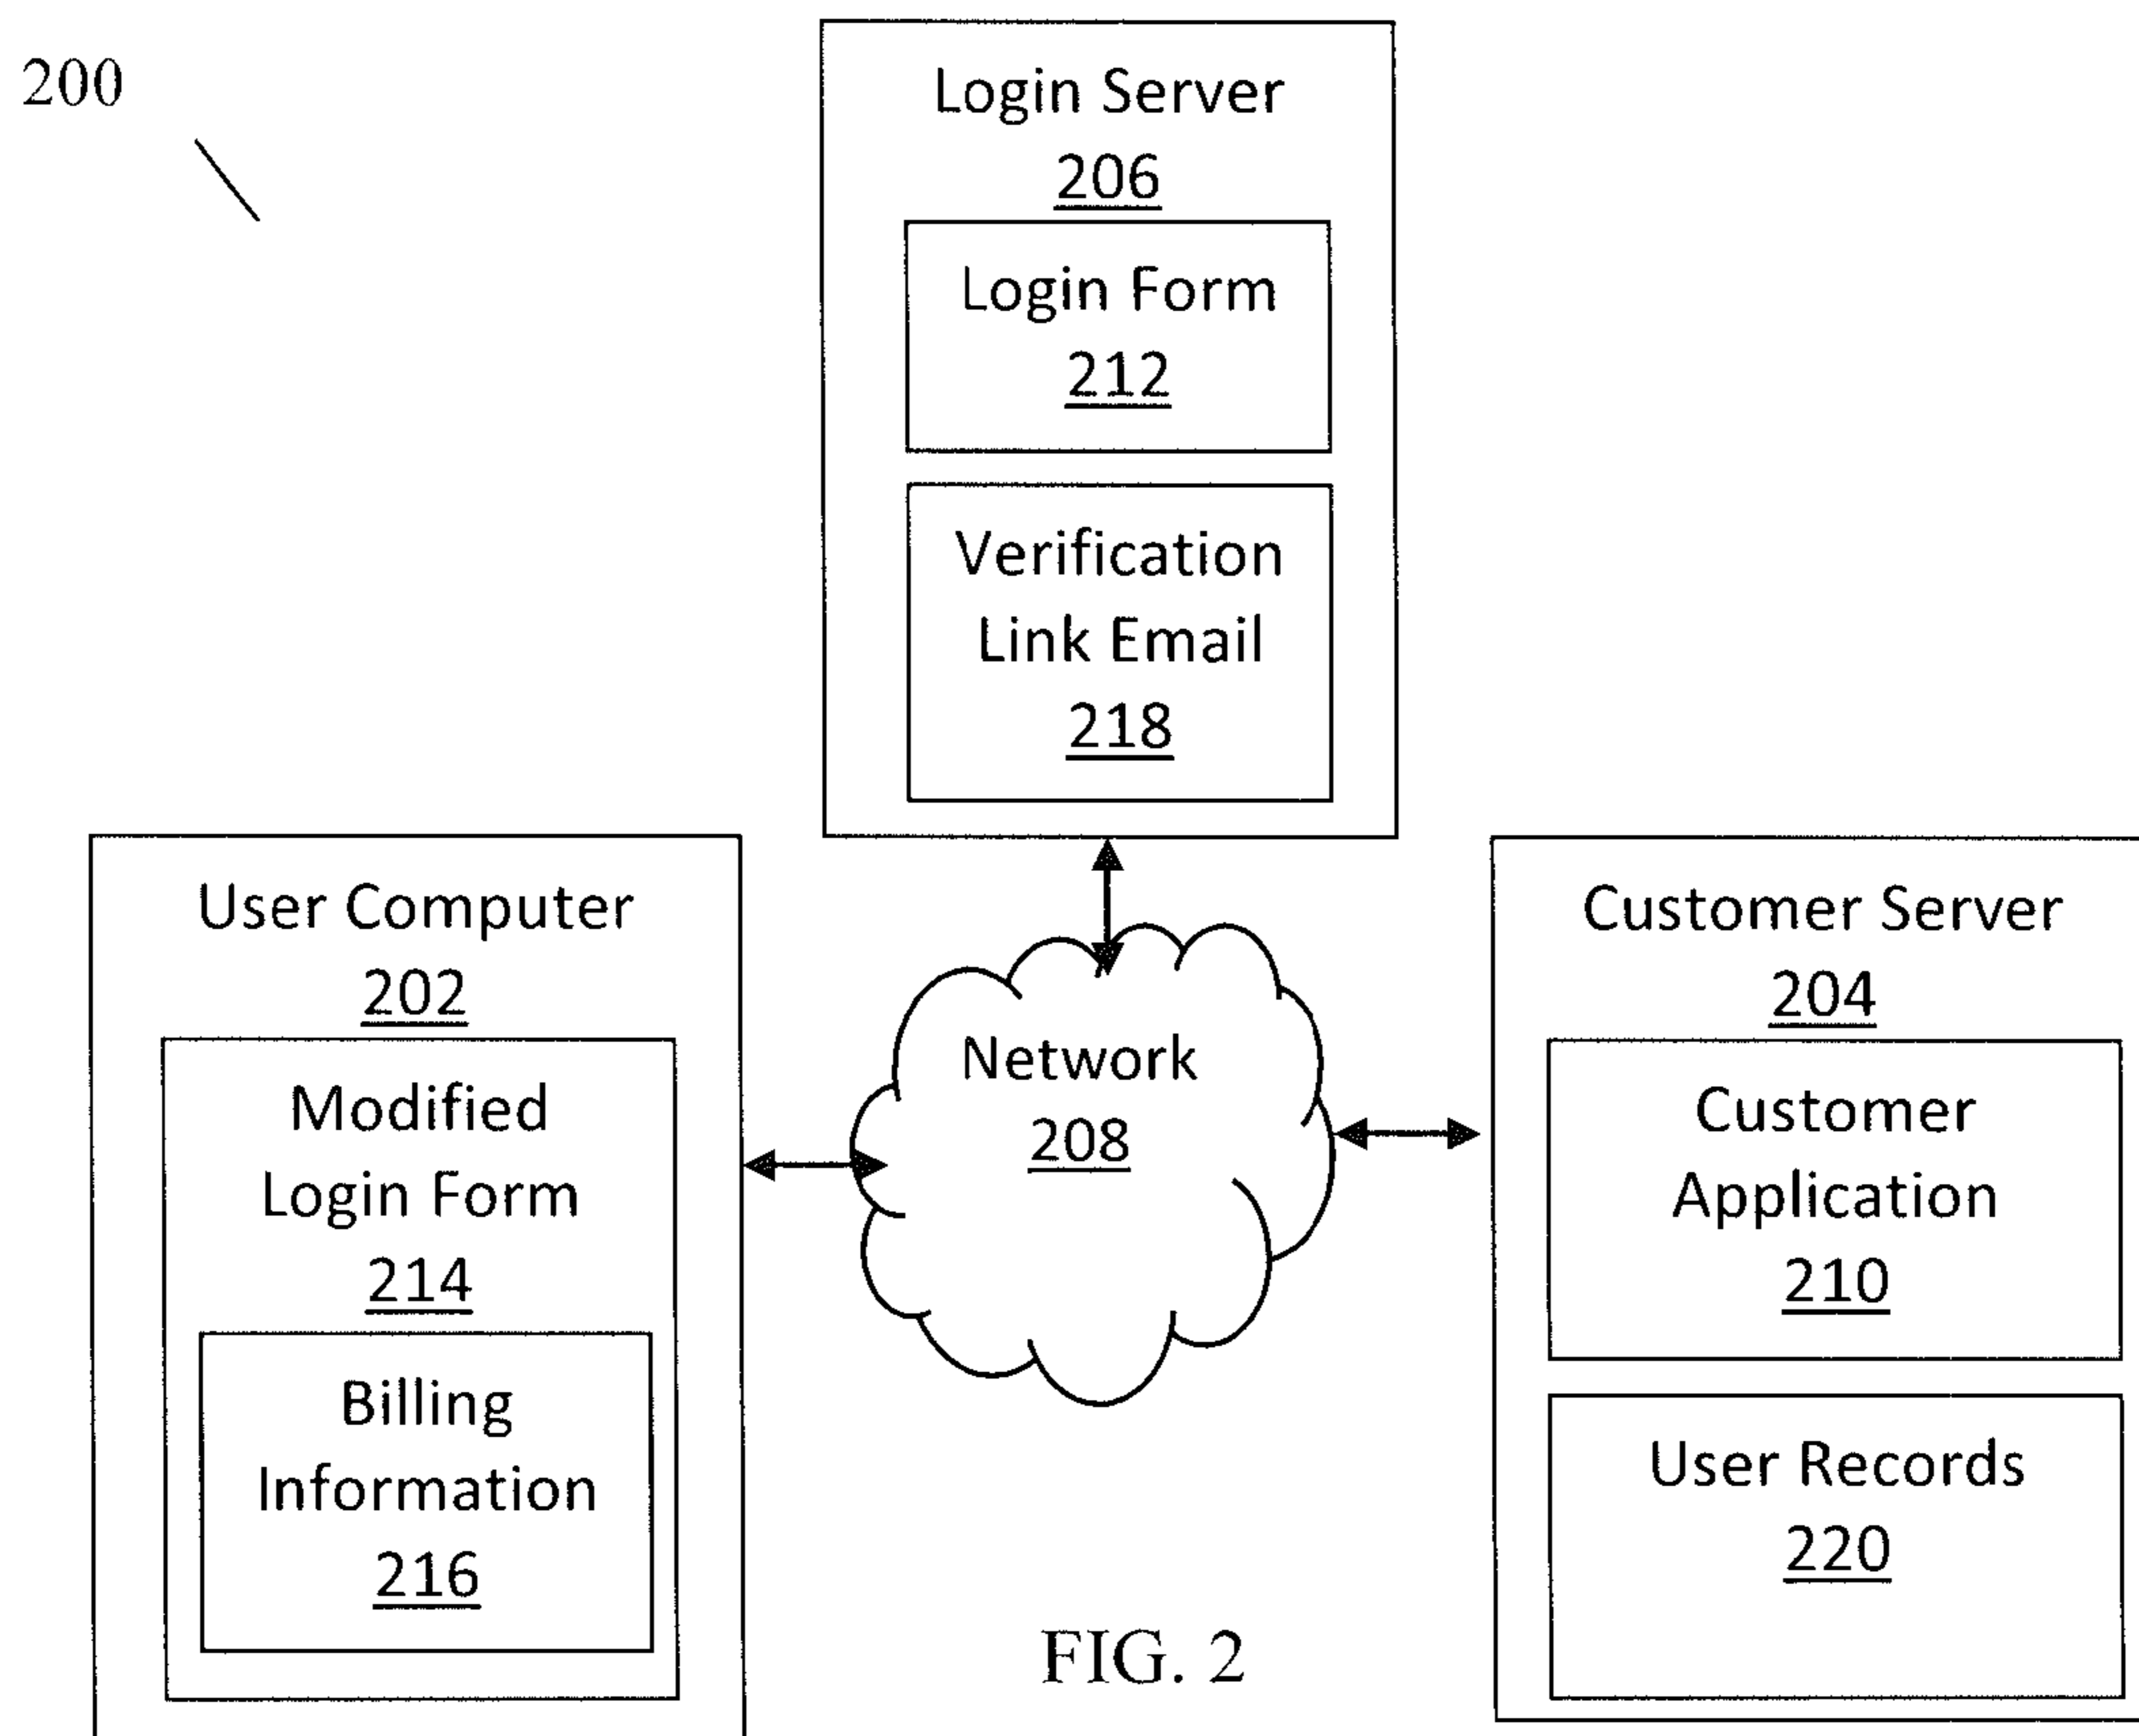 200
Login Server
206
Login Form
212
Verification
Link Email
218
User Computer
202
Modified
Login Form
214
Billing
Information
216
Network
208
Customer Server
204
Customer
Application
210
User Records
220
FIG. 2